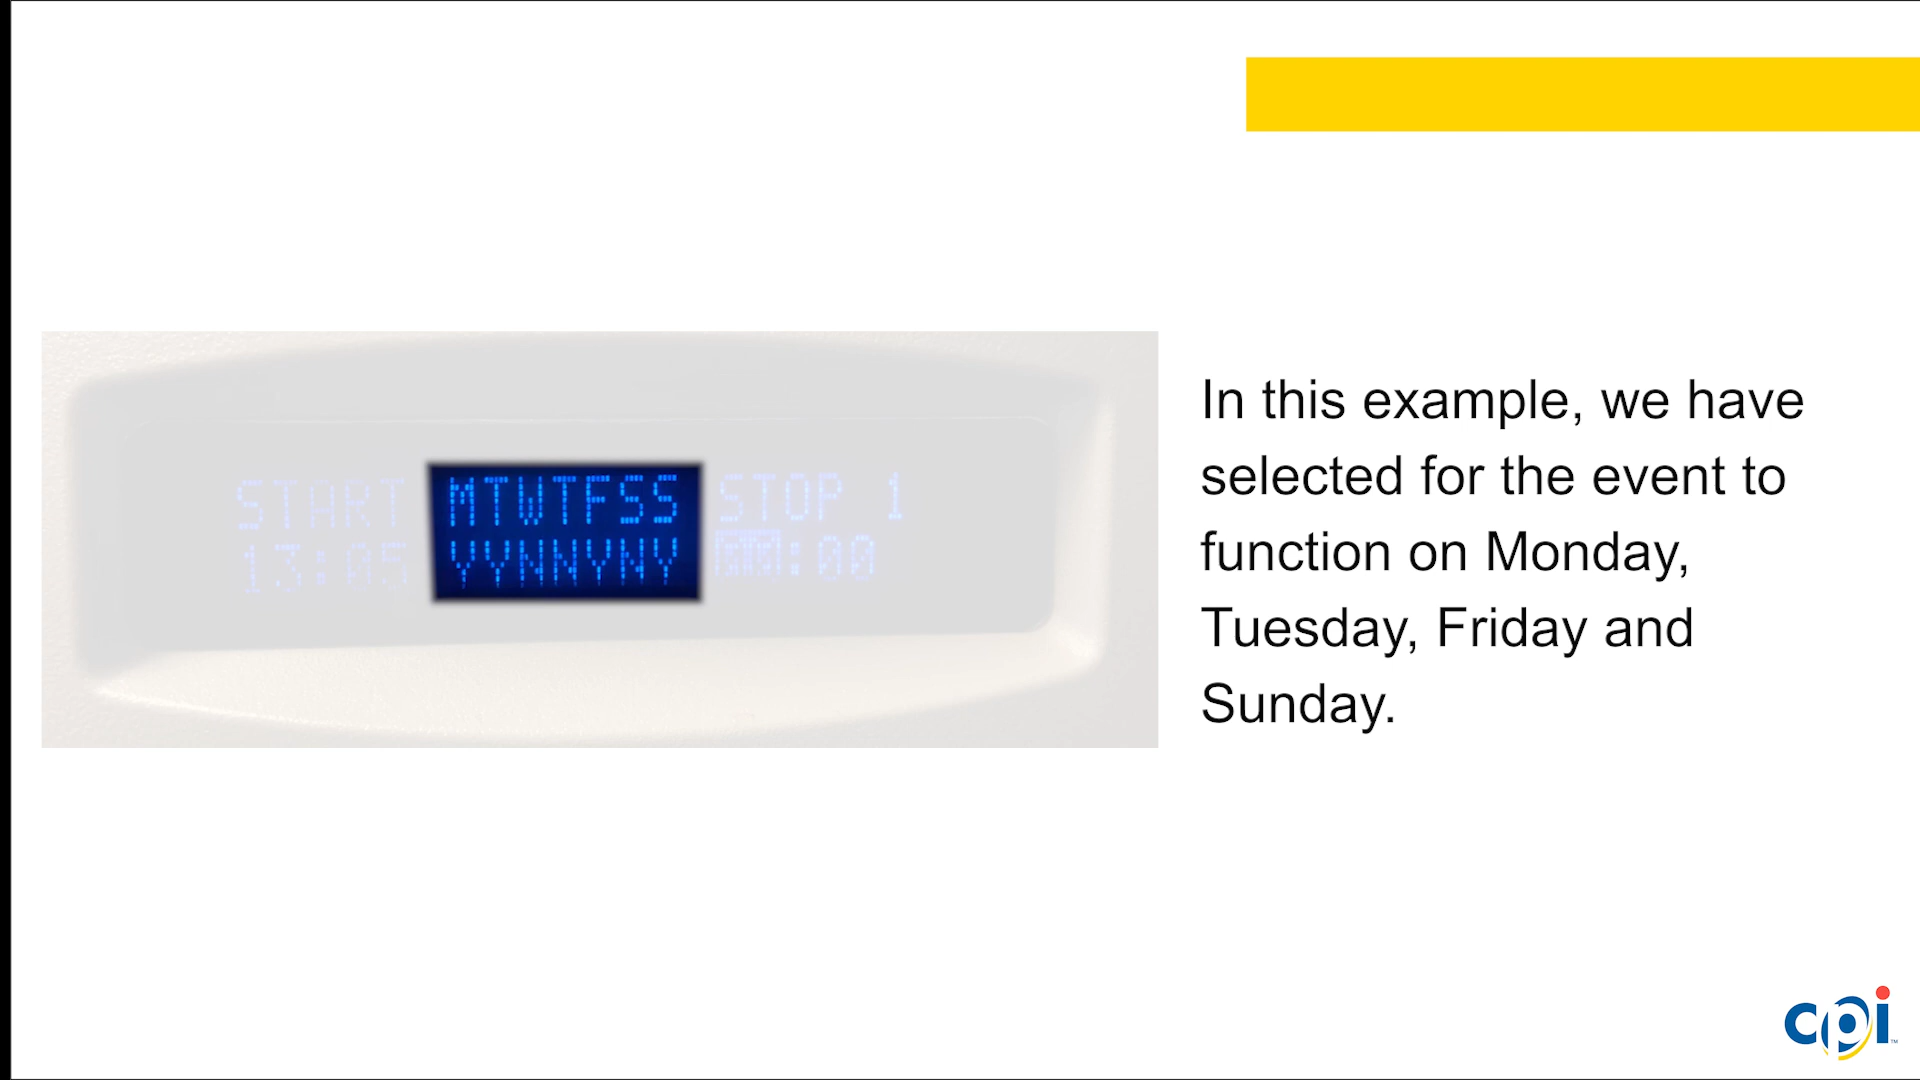 START MTWTFSS STOP 1
13:05 YYNNYNY :00
In this example, we have
selected for the event to
function on Monday,
Tuesday, Friday and
Sunday.
cpi™